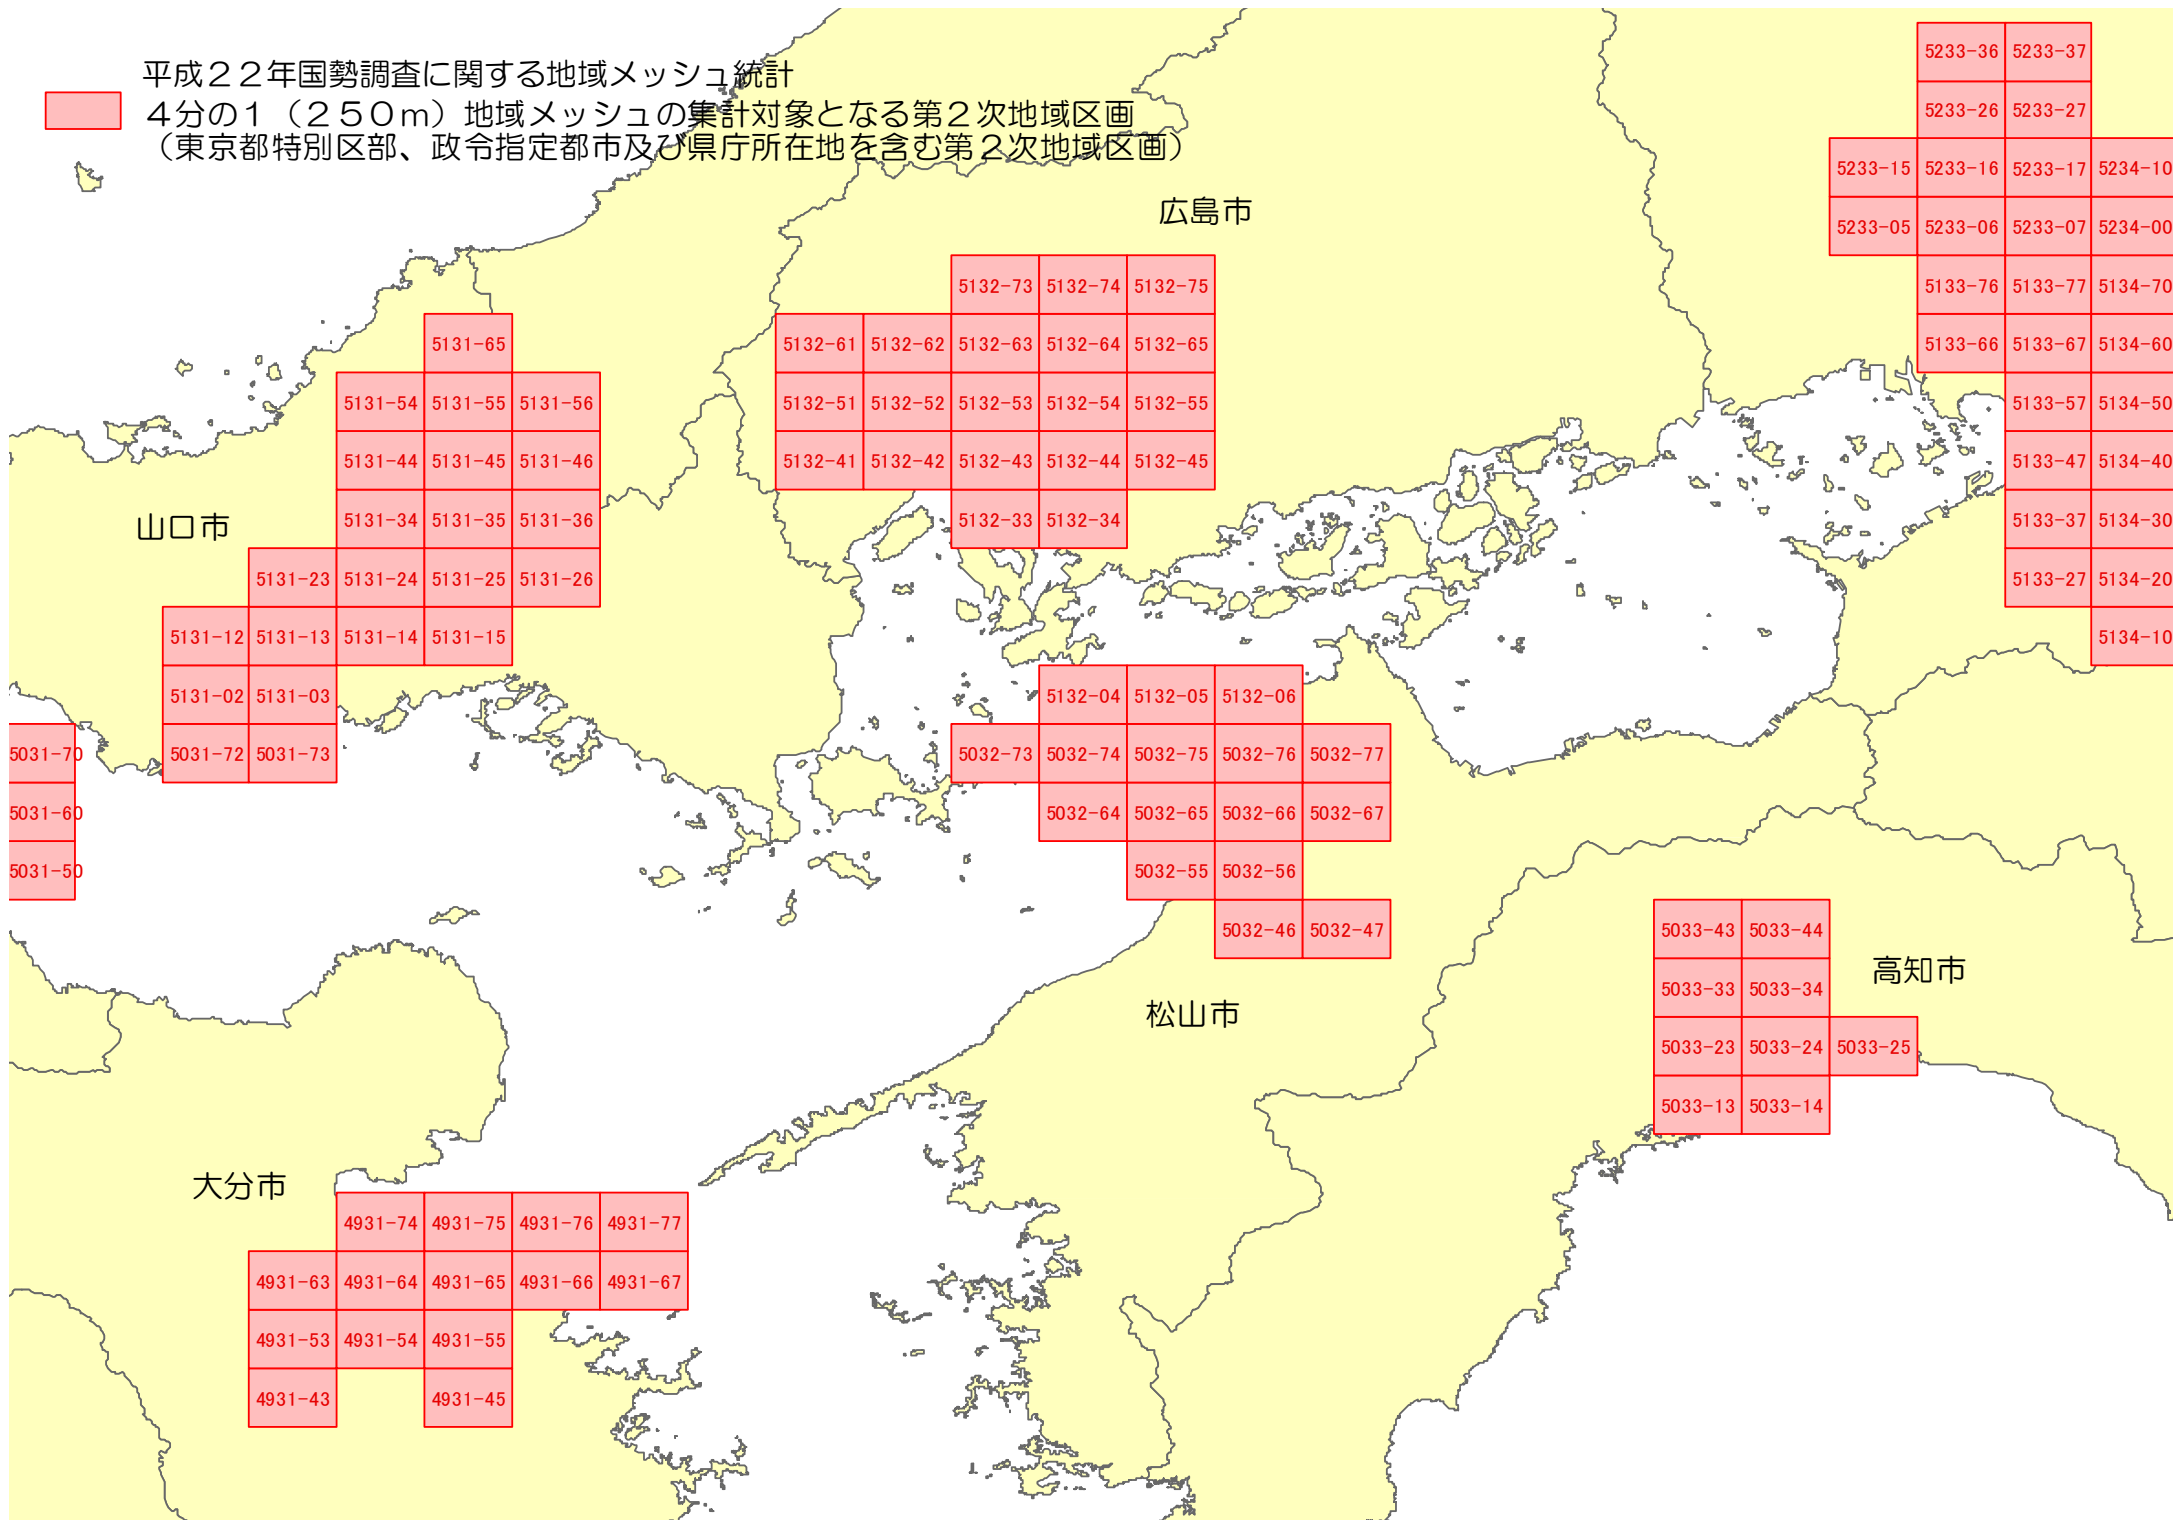 平成22年国勢調査に関する地域メッシュ統計
4分の1(250m)地域メッシュの集計対象となる第2次地域区画
(東京都特別区部、政令指定都市及び県庁所在地を含む第2次地域区画)
5233-36 5233-37
5233-26 5233-27
5233-15 5233-16 5233-17 5234-10
広島市
5233-05 5233-06 5233-07 5234-00
5132-73 5132-74 5132-75 5133-76 5133-77 5134-70
5131-65 5132-61 5132-62 5132-63 5132-64 5132-65 5133-66 5133-67 5134-60
5131-54 5131-55 5131-56 5132-51 5132-52 5132-53 5132-54 5132-55 5133-57 5134-50
5131-44 5131-45 5131-46 5132-41 5132-42 5132-43 5132-44 5132-45 5133-47 5134-40
山口市 5131-34 5131-35 5131-36 5132-33 5132-34 5133-37 5134-30
5131-23 5131-24 5131-25 5131-26 5133-27 5134-20
5131-12 5131-13 5131-14 5131-15 5134-10
5131-02 5131-03 5132-04 5132-05 5132-06
5031-70 5031-72 5031-73 5032-73 5032-74 5032-75 5032-76 5032-77
5031-60 5032-64 5032-65 5032-66 5032-67
5031-50 5032-55 5032-56
5032-46 5032-47 5033-43 5033-44
高知市
5033-33 5033-34
松山市
5033-23 5033-24 5033-25
5033-13 5033-14
大分市
4931-74 4931-75 4931-76 4931-77
4931-63 4931-64 4931-65 4931-66 4931-67
4931-53 4931-54 4931-55
4931-43 4931-45